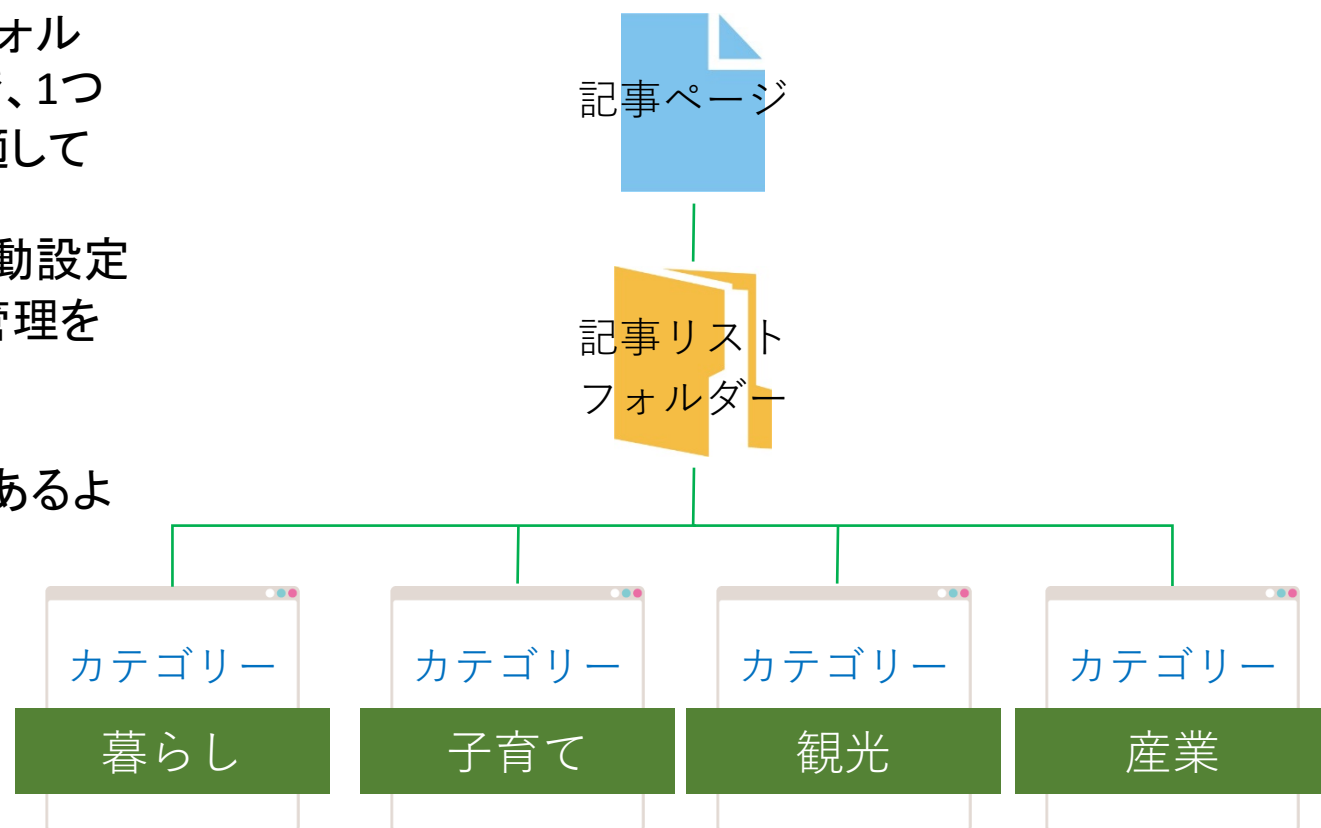 ォル
、1つ
適して
動設定
管理を
あるよ
記事ページ
記事リスト
フォルダー
カテゴリー
暮らし
カテゴリー
子育て
カテゴリー
観光
カテゴリー
産業